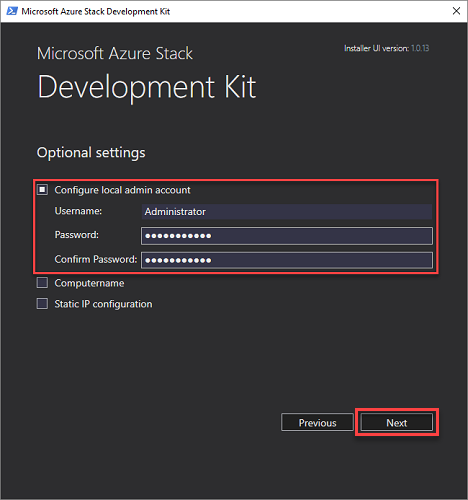 Microsoft Azure Stack Development Kit
Microsoft Azure Stack
Installer UI version: 1.0.13
Development Kit
Optional settings
Configure local admin account
Username: Administrator
Password: ●●●●●●●●●●●
Confirm Password: ●●●●●●●●●●●
Computername
Static IP configuration
Previous Next